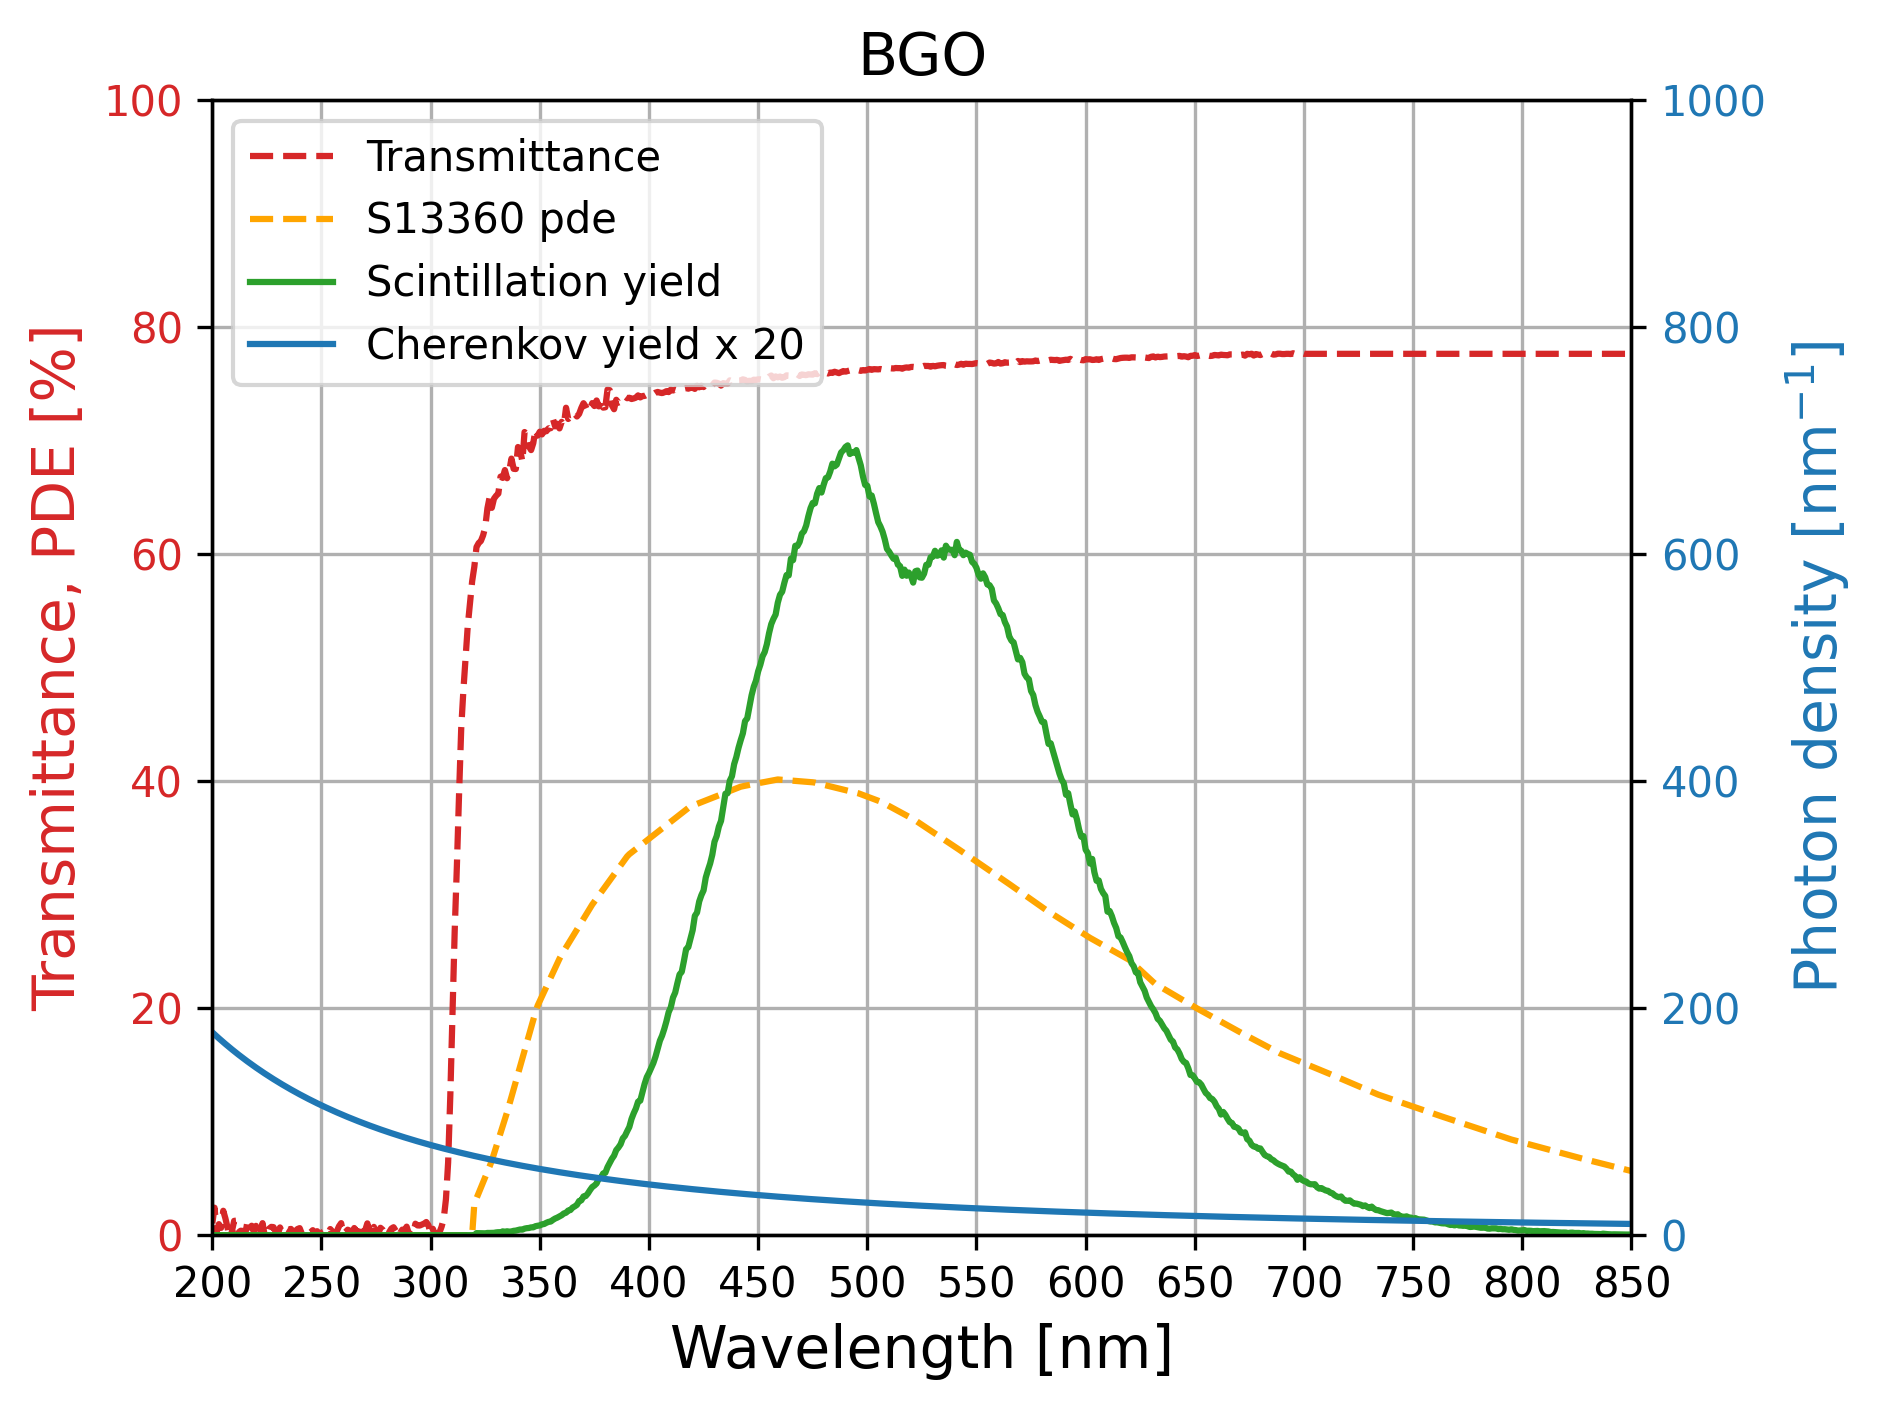 BGO
100
80
60
40
20
0
Transmittance, PDE [%]
Transmittance
S13360 pde
Scintillation yield
Cherenkov yield x 20
1000
800
600
400
200
0
Photon density [nm⁻¹]
200 250 300 350 400 450 500 550 600 650 700 750 800 850
Wavelength [nm]